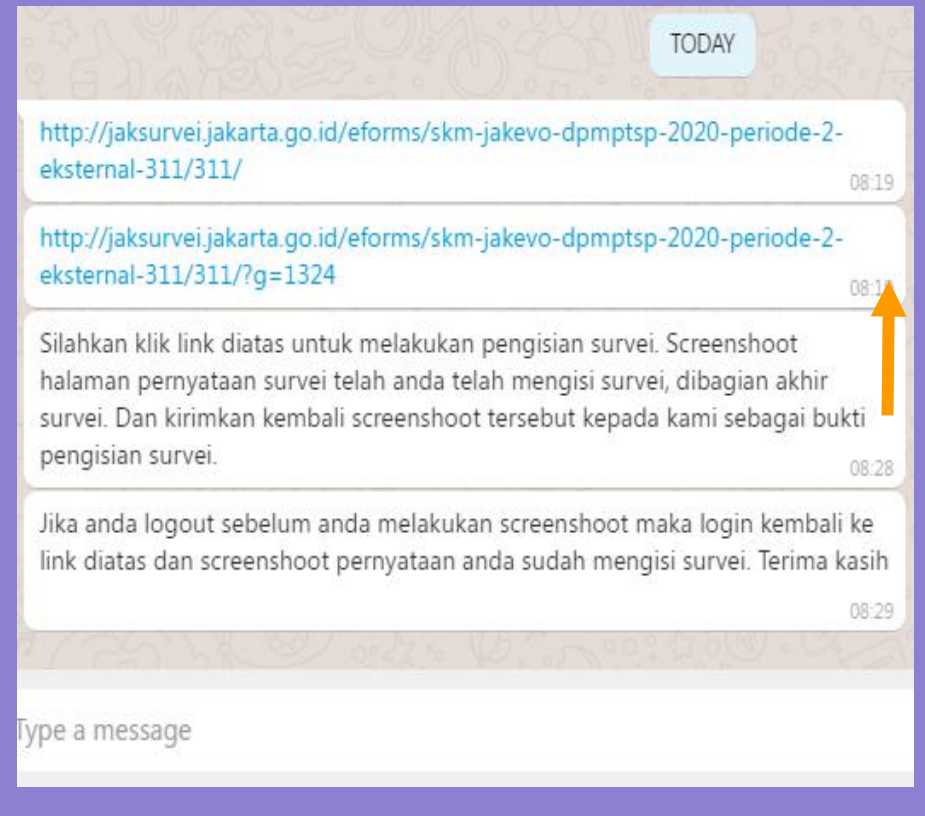 TODAY
http://jaksurvei.jakarta.go.id/eforms/skm-jakevo-dpmptsp-2020-periode-2-
eksternal-311/311/
08:19
http://jaksurvei.jakarta.go.id/eforms/skm-jakevo-dpmptsp-2020-periode-2-
eksternal-311/311/?g=1324
Silahkan klik link diatas untuk melakukan pengisian survei. Screenshoot
halaman pernyataan survei telah anda telah mengisi survei, dibagian akhir
survei. Dan kirimkan kembali screenshoot tersebut kepada kami sebagai bukti
pengisian survei.
08:28
Jika anda logout sebelum anda melakukan screenshoot maka login kembali ke
link diatas dan screenshoot pernyataan anda sudah mengisi survei. Terima kasih
08:29
Type a message